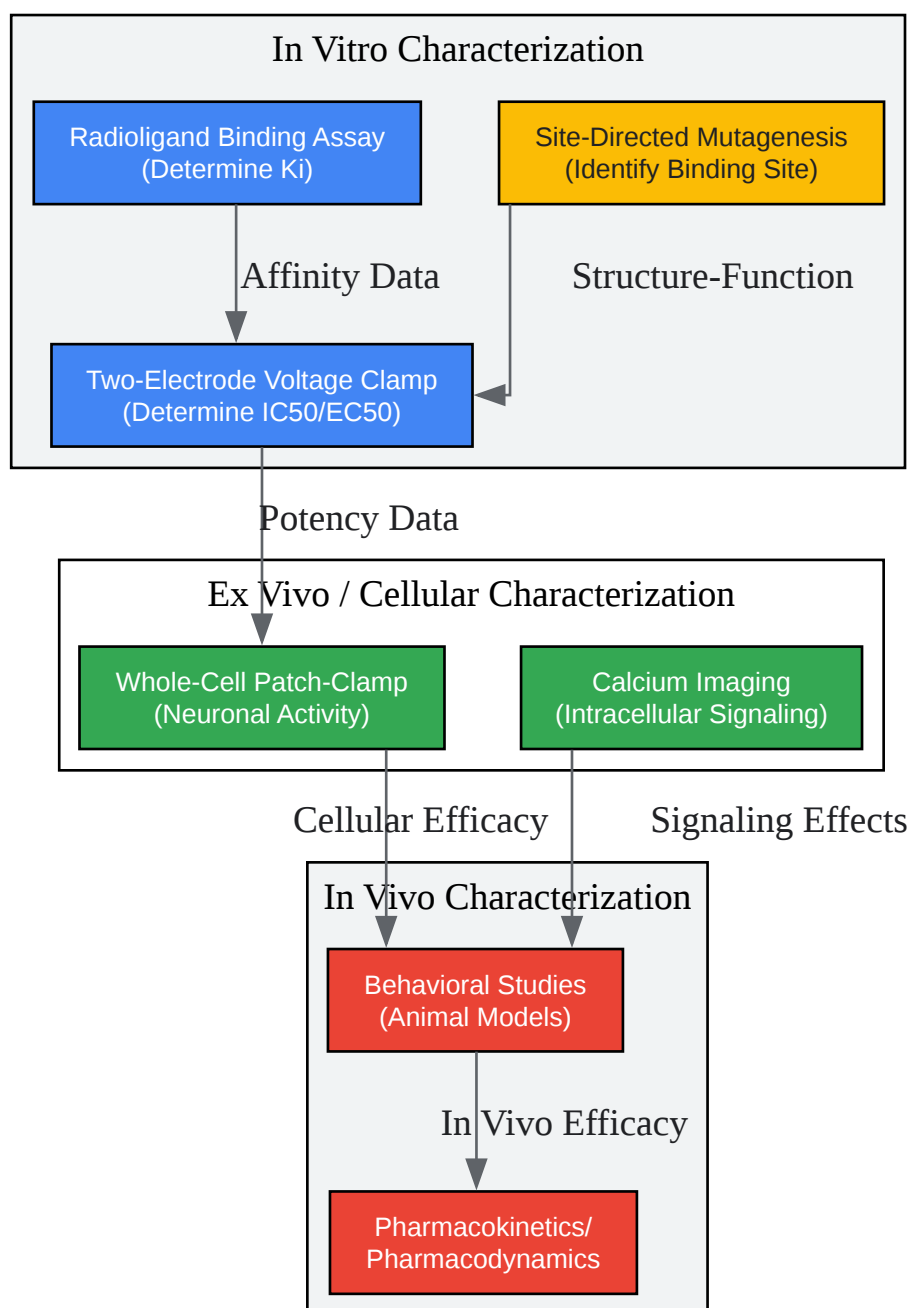 In Vitro Characterization
Radioligand Binding Assay
(Determine Ki)
Site-Directed Mutagenesis
(Identify Binding Site)
Affinity Data
Structure-Function
Two-Electrode Voltage Clamp
(Determine IC50/EC50)
Potency Data
Ex Vivo / Cellular Characterization
Whole-Cell Patch-Clamp
(Neuronal Activity)
Calcium Imaging
(Intracellular Signaling)
Cellular Efficacy
Signaling Effects
In Vivo Characterization
Behavioral Studies
(Animal Models)
In Vivo Efficacy
Pharmacokinetics/
Pharmacodynamics